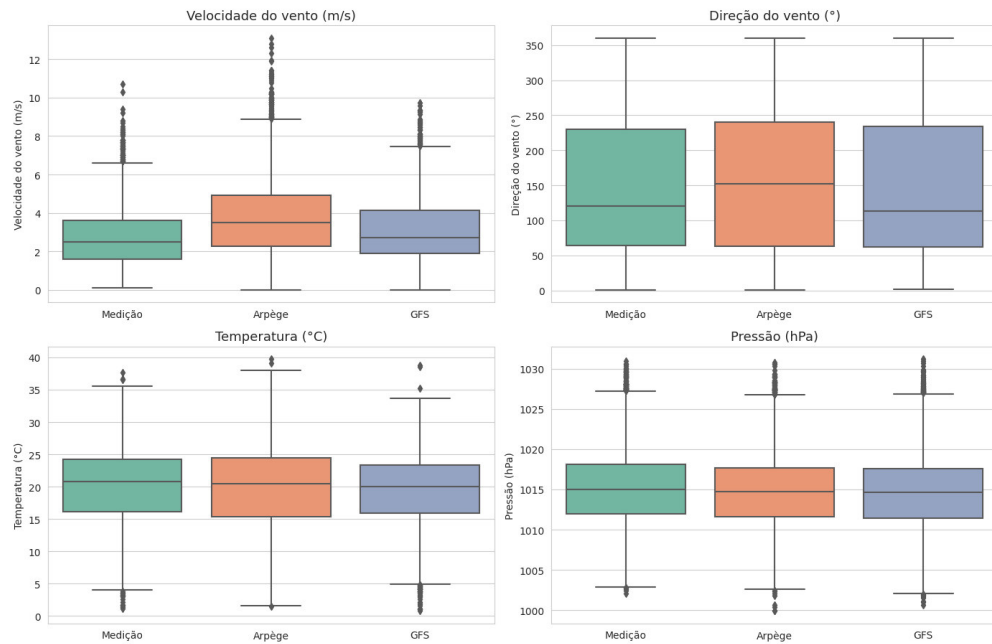 Velocidade do vento (m/s)
Velocidade do vento (m/s)
12
10
8
6
4
2
0
Medição Arpège GFS
Direção do vento (°)
Direção do vento (°)
350
300
250
200
150
100
50
0
Medição Arpège GFS
Temperatura (°C)
Temperatura (°C)
40
35
30
25
20
15
10
5
0
Medição Arpège GFS
Pressão (hPa)
Pressão (hPa)
1030
1025
1020
1015
1010
1005
1000
Medição Arpège GFS